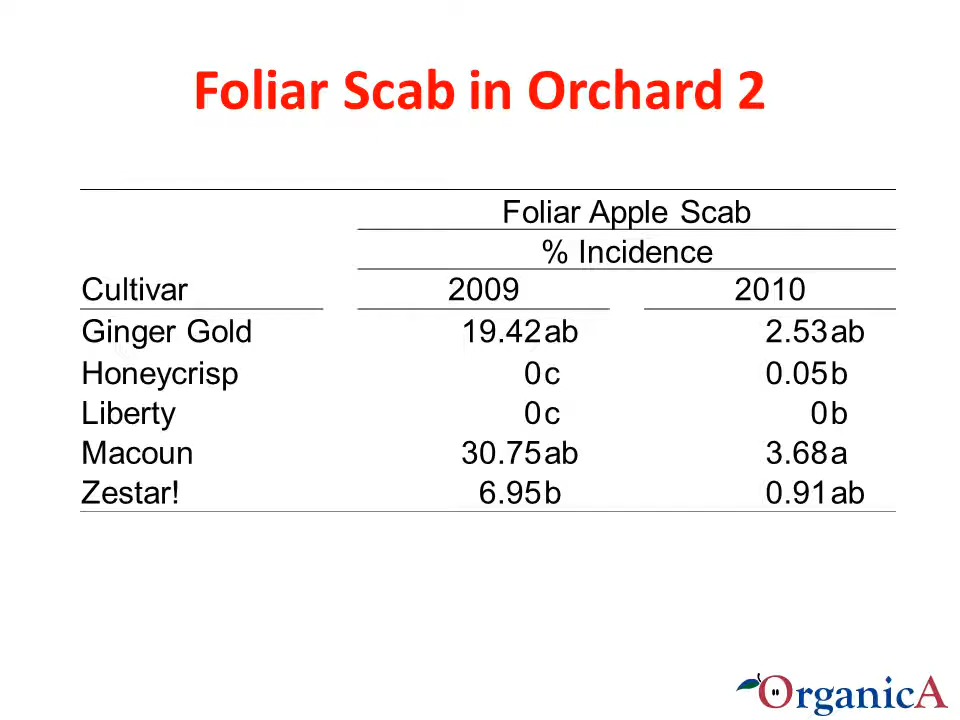 Foliar Scab in Orchard 2
Foliar Apple Scab
% Incidence
Cultivar 2009 2010
Ginger Gold 19.42ab 2.53ab
Honeycrisp 0c 0.05b
Liberty 0c 0b
Macoun 30.75ab 3.68a
Zestar! 6.95b 0.91ab
OrganicA